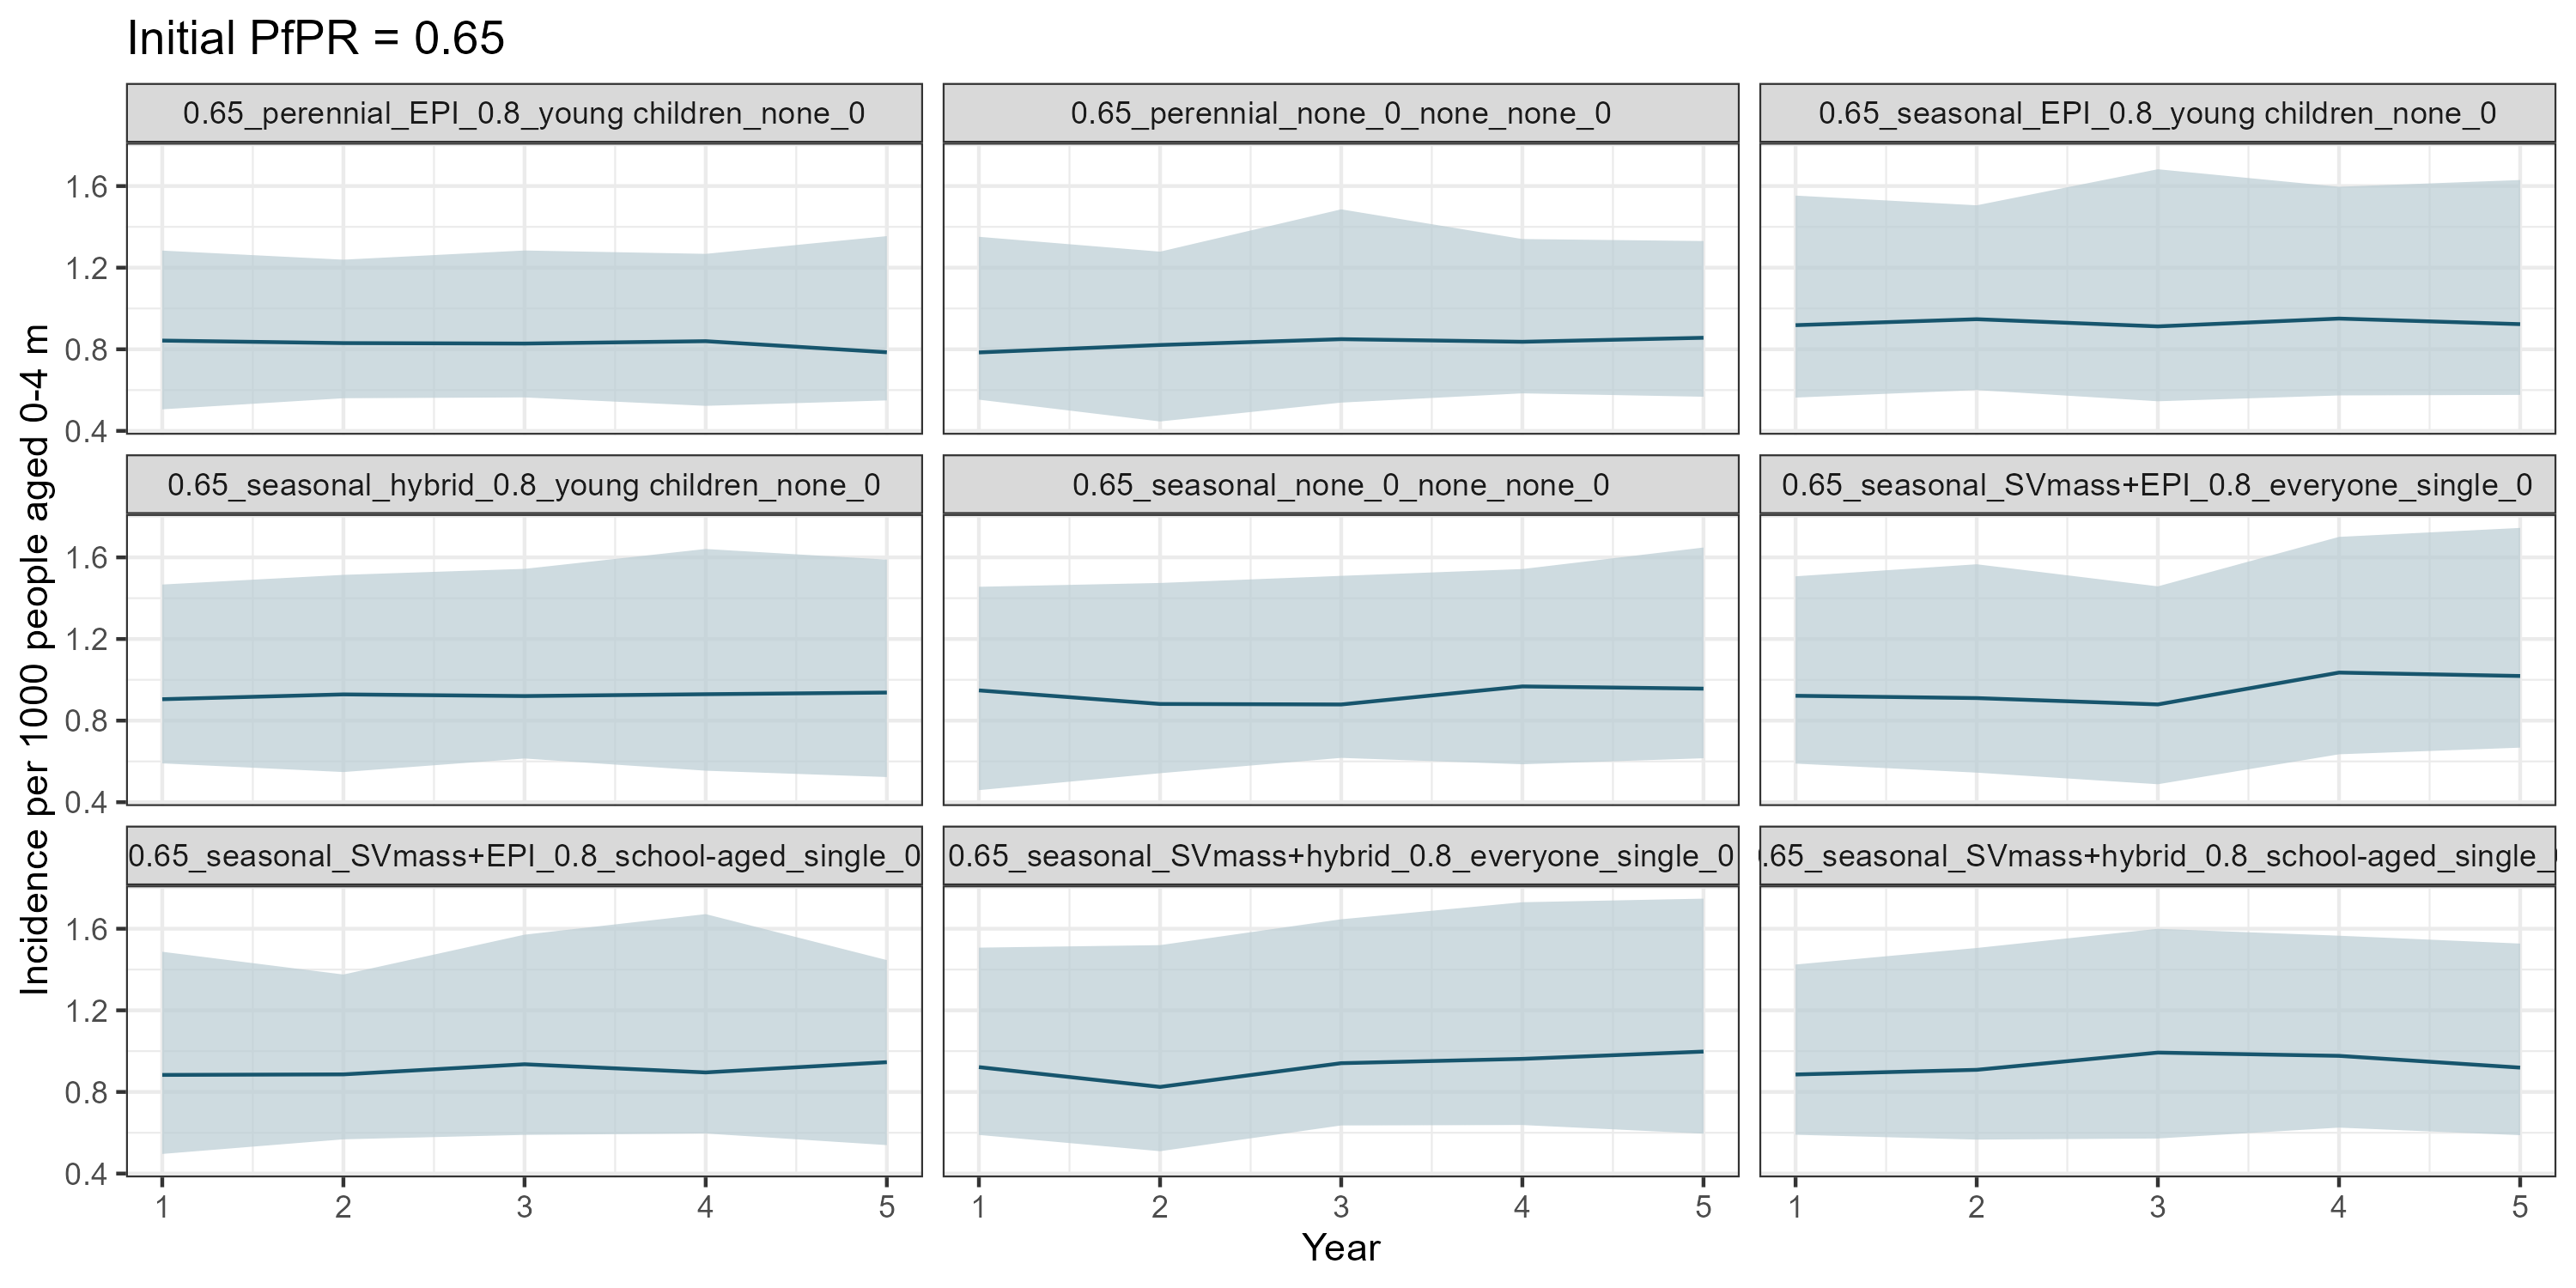 Initial PfPR = 0.65
0.65_perennial_EPI_0.8_young children_none_0
0.65_perennial_none_0_none_none_0
0.65_seasonal_EPI_0.8_young children_none_0
1.6
1.2
0.8
0.4
0.65_seasonal_hybrid_0.8_young children_none_0
0.65_seasonal_none_0_none_none_0
0.65_seasonal_SVmass+EPI_0.8_everyone_single_0
1.6
1.2
0.8
0.4
0.65_seasonal_SVmass+EPI_0.8_school-aged_single_0
0.65_seasonal_SVmass+hybrid_0.8_everyone_single_0
.65_seasonal_SVmass+hybrid_0.8_school-aged_single_
1.6
1.2
0.8
0.4
1 2 3 4 5
1 2 3 4 5
1 2 3 4 5
Year
Incidence per 1000 people aged 0-4 m